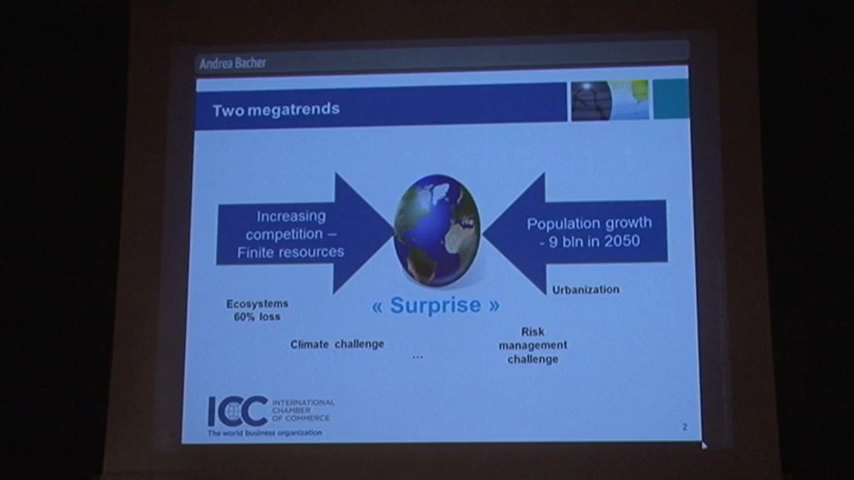 Andrea Bacher
Two megatrends
Increasing
competition –
Finite resources
Population growth
- 9 bln in 2050
« Surprise »
Ecosystems
60% loss
Urbanization
Climate challenge
...
Risk
management
challenge
ICC INTERNATIONAL
CHAMBER
OF COMMERCE
The world business organization
2